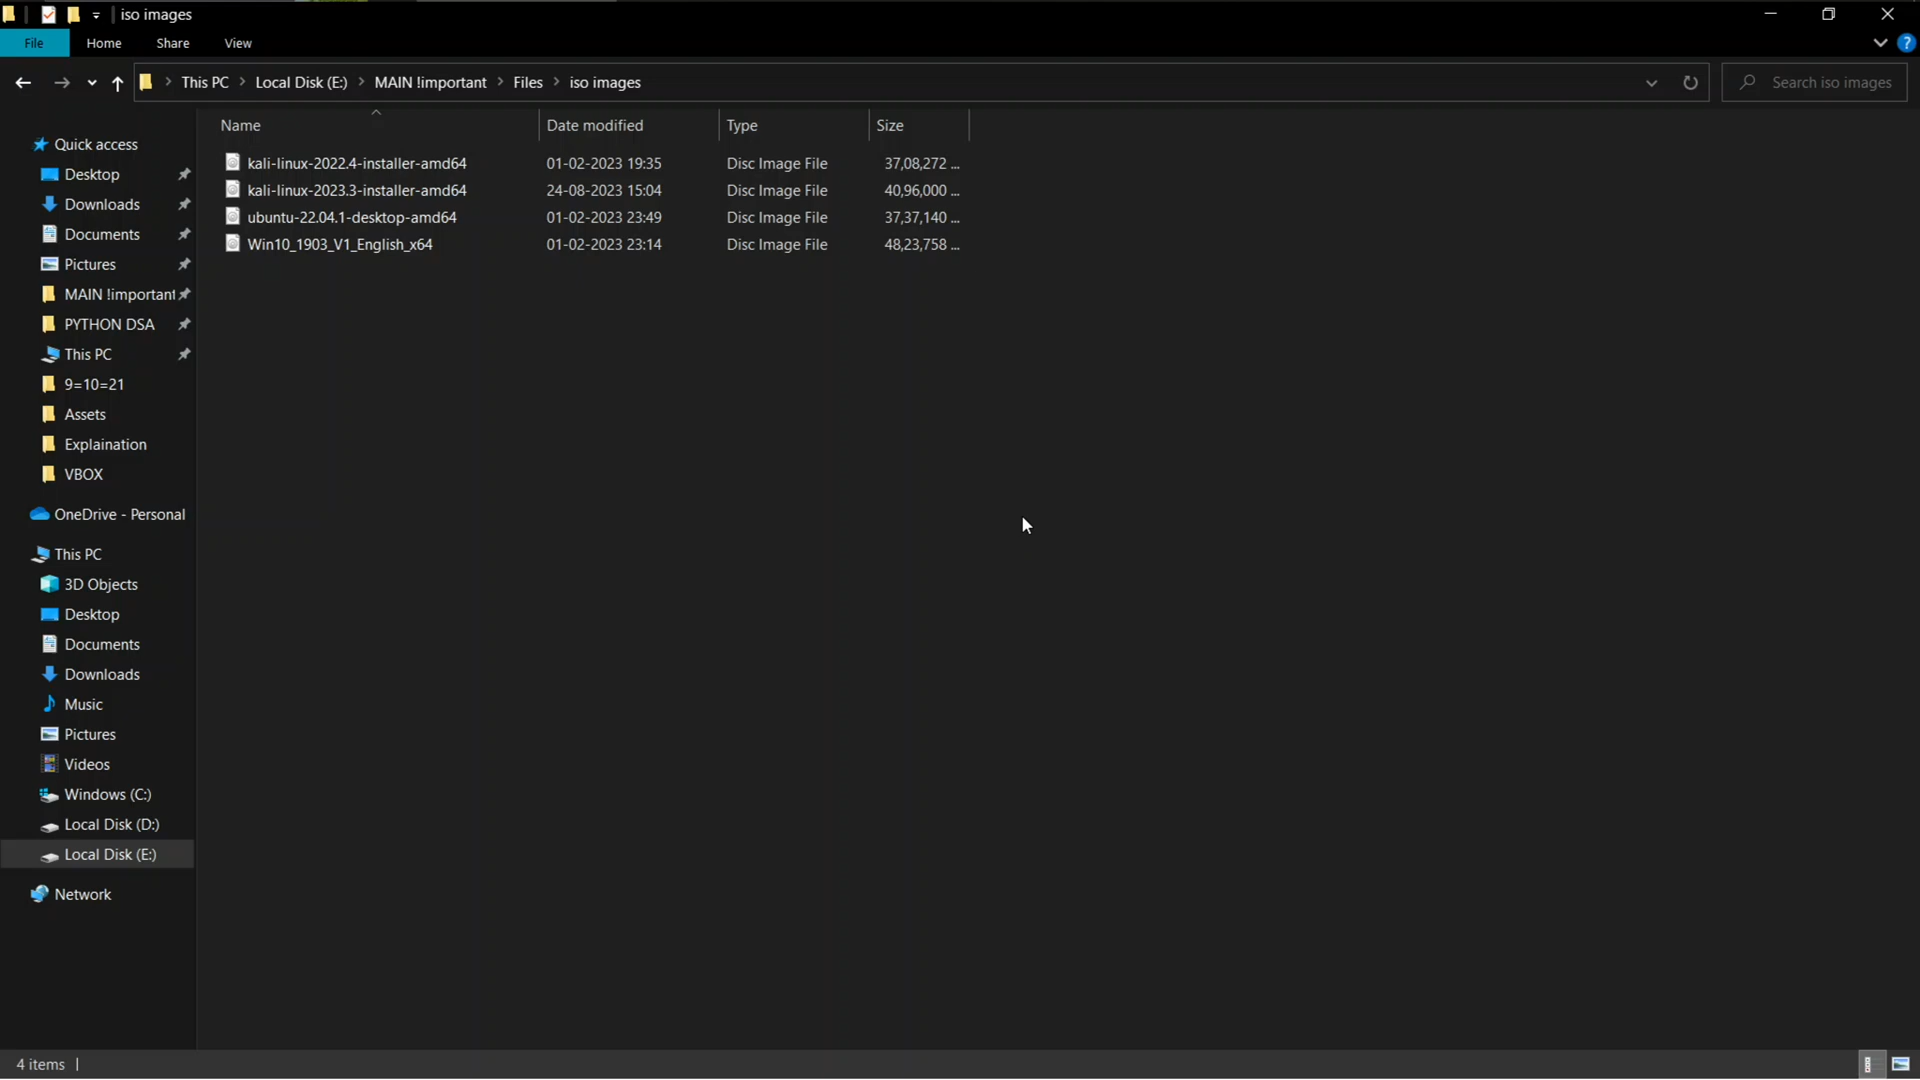 iso images
File Home Share View
This PC Local Disk (E:) MAIN !important Files iso images
Search iso images
Name Date modified Type Size
kali-linux-2022.4-installer-amd64 01-02-2023 19:35 Disc Image File 37,08,272 ...
kali-linux-2023.3-installer-amd64 24-08-2023 15:04 Disc Image File 40,96,000 ...
ubuntu-22.04.1-desktop-amd64 01-02-2023 23:49 Disc Image File 37,37,140 ...
Win10_1903_V1_English_x64 01-02-2023 23:14 Disc Image File 48,23,758 ...
Quick access
Desktop
Downloads
Documents
Pictures
MAIN !important
PYTHON DSA
This PC
9=10=21
Assets
Explaination
VBOX
OneDrive - Personal
This PC
3D Objects
Desktop
Documents
Downloads
Music
Pictures
Videos
Windows (C:)
Local Disk (D:)
Local Disk (E:)
Network
4 items